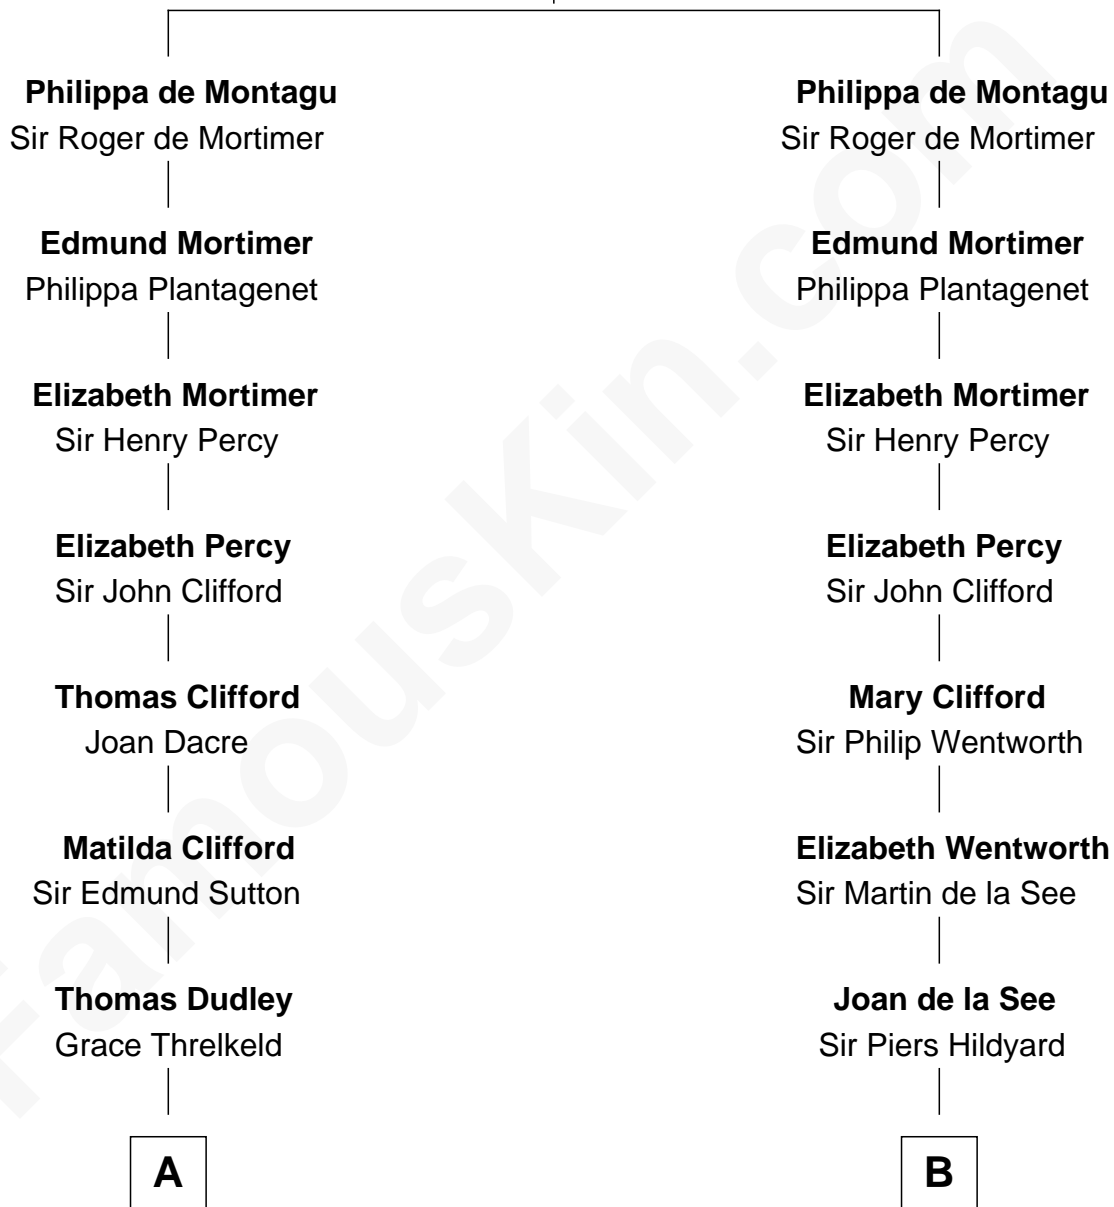 Philippa de Montagu
Sir Roger de Mortimer
Edmund Mortimer
Philippa Plantagenet
Elizabeth Mortimer
Sir Henry Percy
Elizabeth Percy
Sir John Clifford
Thomas Clifford
Joan Dacre
Matilda Clifford
Sir Edmund Sutton
Thomas Dudley
Grace Threlkeld
A
Philippa de Montagu
Sir Roger de Mortimer
Edmund Mortimer
Philippa Plantagenet
Elizabeth Mortimer
Sir Henry Percy
Elizabeth Percy
Sir John Clifford
Mary Clifford
Sir Philip Wentworth
Elizabeth Wentworth
Sir Martin de la See
Joan de la See
Sir Piers Hildyard
B
FamousKin.com